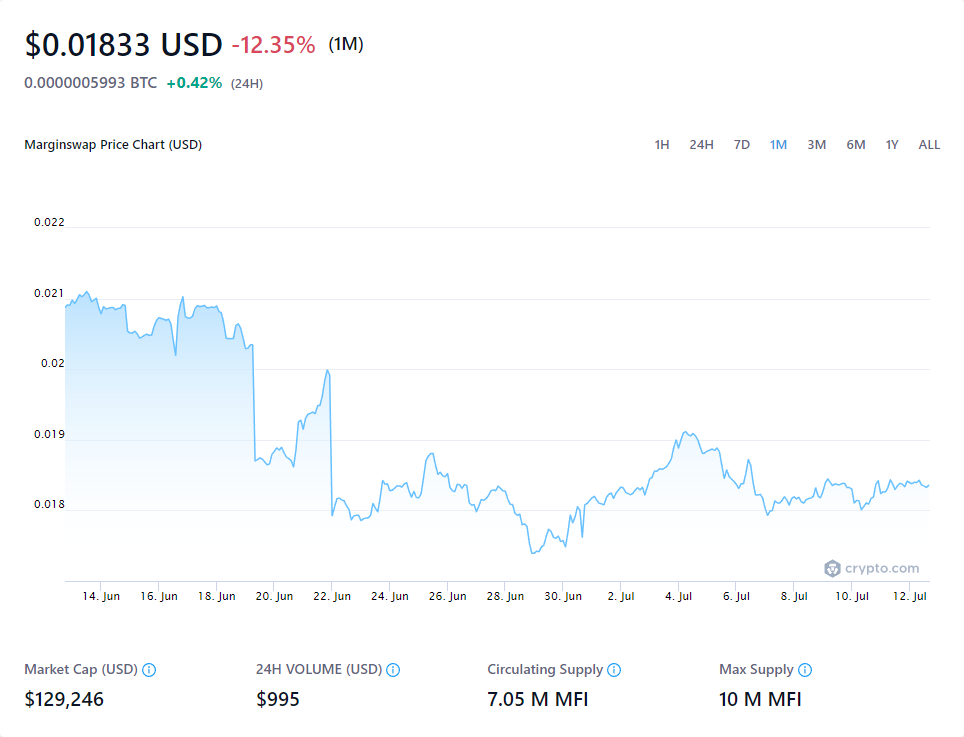 $0.01833 USD -12.35% (1M)
0.0000005993 BTC +0.42% (24H)
Marginswap Price Chart (USD) 1H 24H 7D 1M 3M 6M 1Y ALL
0.022
0.021
0.02
0.019
0.018
crypto.com
14. Jun 16. Jun 18. Jun 20. Jun 22. Jun 24. Jun 26. Jun 28. Jun 30. Jun 2. Jul 4. Jul 6. Jul 8. Jul 10. Jul 12. Jul
Market Cap (USD) 24H VOLUME (USD) Circulating Supply Max Supply
$129,246 $995 7.05 M MFI 10 M MFI